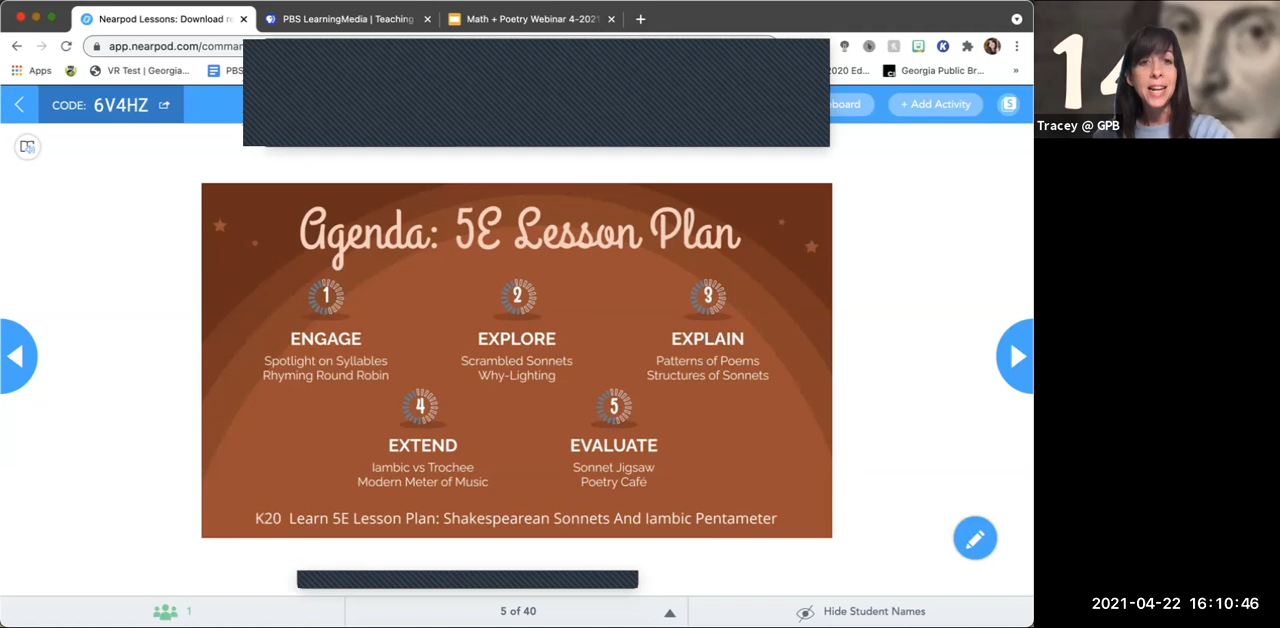 Nearpod Lessons: Download re
PBS LearningMedia | Teaching
Math + Poetry Webinar 4-2021
app.nearpod.com/comman
Apps
VR Test | Georgia...
PBS
2020 Ed...
Georgia Public Br...
»
CODE: 6V4HZ
board
+ Add Activity
S
14
Tracey @ GPB
Agenda: 5E Lesson Plan
1
2
3
ENGAGE
EXPLORE
EXPLAIN
Spotlight on Syllables
Scrambled Sonnets
Patterns of Poems
Rhyming Round Robin
Why-Lighting
Structures of Sonnets
4
5
EXTEND
EVALUATE
Iambic vs Trochee
Sonnet Jigsaw
Modern Meter of Music
Poetry Café
K20 Learn 5E Lesson Plan: Shakespearean Sonnets And Iambic Pentameter
1
5 of 40
Hide Student Names
2021-04-22 16:10:46